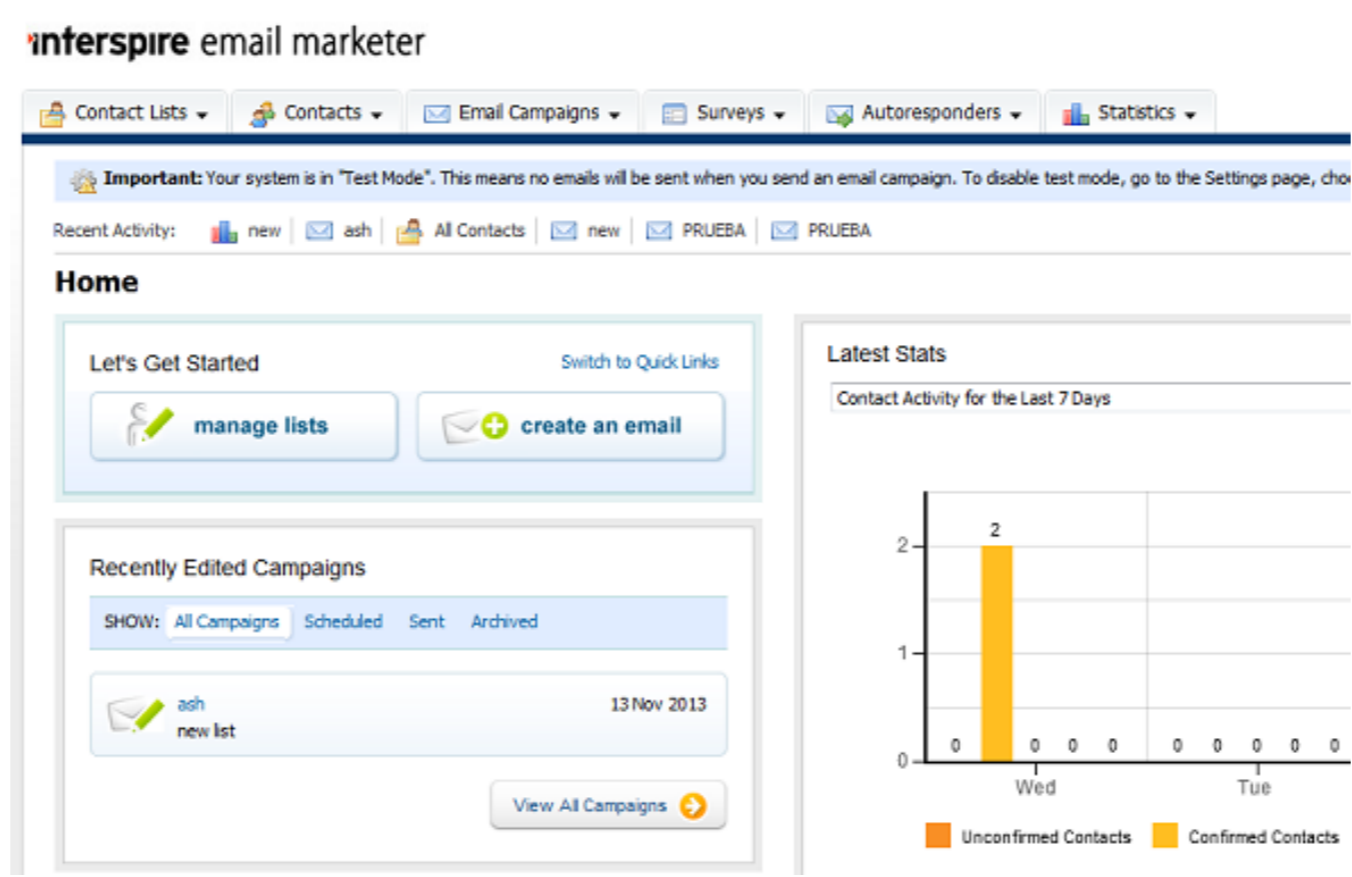 interspire email marketer
Contact Lists Contacts Email Campaigns Surveys Autoresponders Statistics
Important: Your system is in "Test Mode". This means no emails will be sent when you send an email campaign. To disable test mode, go to the Settings page,
Recent Activity: new ash All Contacts new PRUEBA PRUEBA
Home
Let's Get Started Switch to Quick Links
manage lists create an email
Recently Edited Campaigns
SHOW: All Campaigns Scheduled Sent Archived
ash 13 Nov 2013
new list
View All Campaigns
Latest Stats
Contact Activity for the Last 7 Days
2
2
1
0 0 0 0 0 0 0 0 0 0
Wed Tue
Unconfirmed Contacts Confirmed Contacts